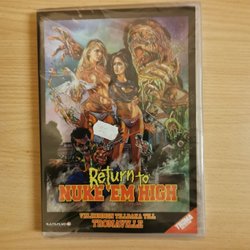 Return to
NUKE 'EM HIGH
VÄLKOMMEN TILLBAKA TILL
TROMAVILLE